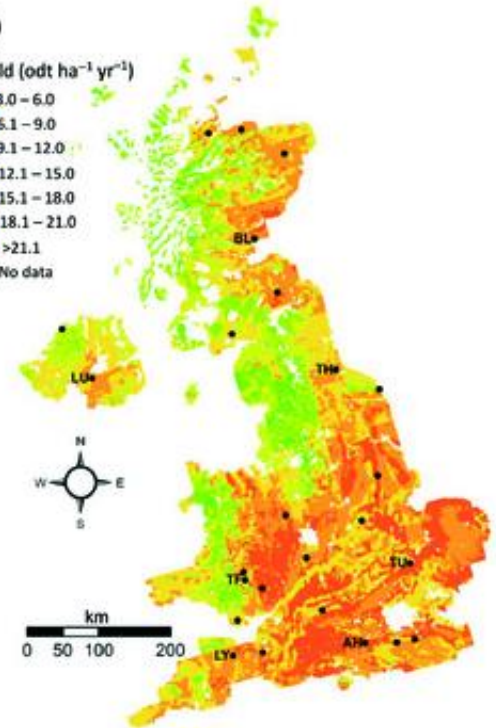 )
ld (odt ha⁻¹ yr⁻¹)
3.0 – 6.0
6.1 – 9.0
9.1 – 12.0
12.1 – 15.0
15.1 – 18.0
18.1 – 21.0
>21.1
No data
BL
TH
LU
N
W E
S
TU
TF
km
0 50 100 200
LY
AH